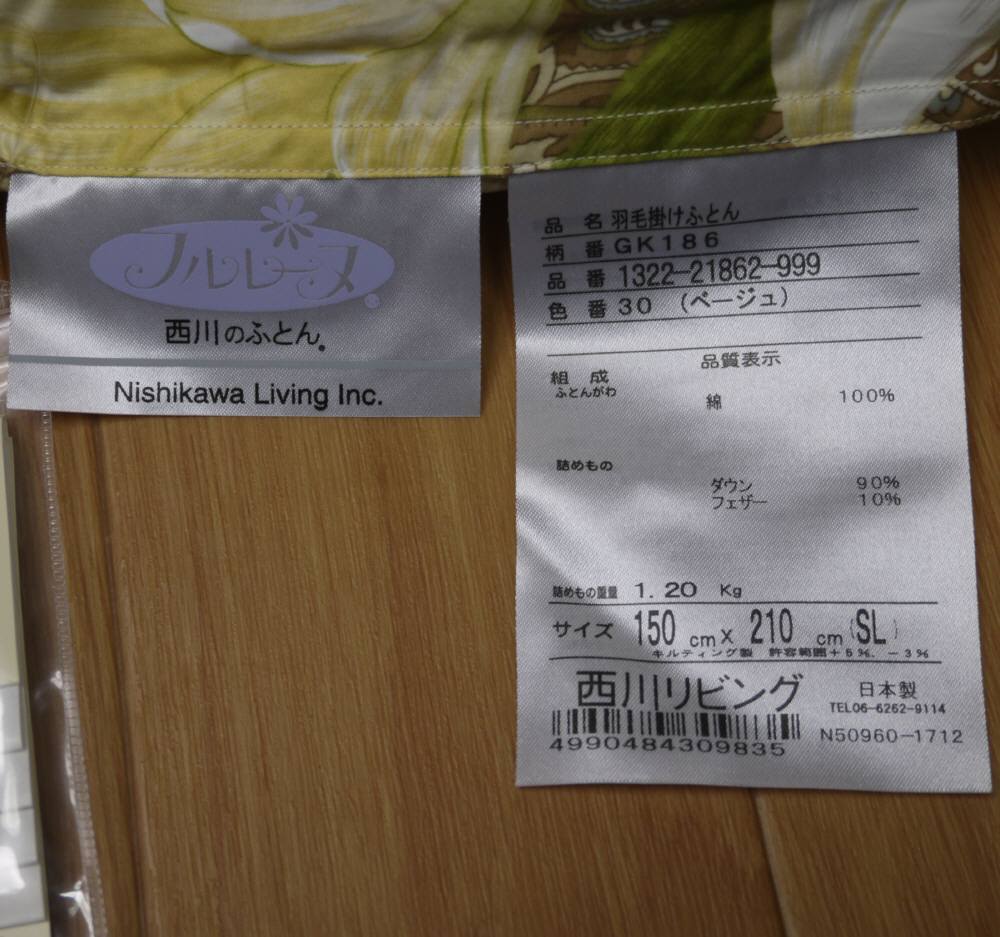 フルレーヌ
西川のふとん。
Nishikawa Living Inc.
品 名 羽毛掛けふとん
柄 番 GK186
品 番 1322-21862-999
色 番 30 (ベージュ)
品質表示
組 成
ふとんがわ 綿 100%
詰めもの
ダウン 90%
フェザー 10%
詰めもの重量 1.20 Kg
サイズ 150 cm X 210 cm (SL)
キルティング製 許容範囲+5%、-3%
西川リビング 日本製
TEL06-6262-9114
4990484309835 N50960-1712